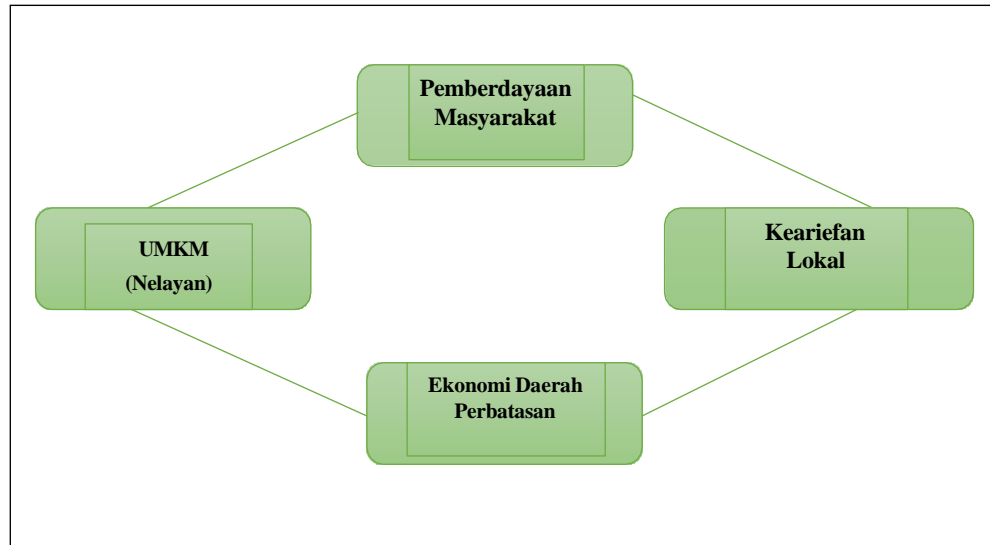 Pemberdayaan
Masyarakat
UMKM
(Nelayan)
Keariefan
Lokal
Ekonomi Daerah
Perbatasan